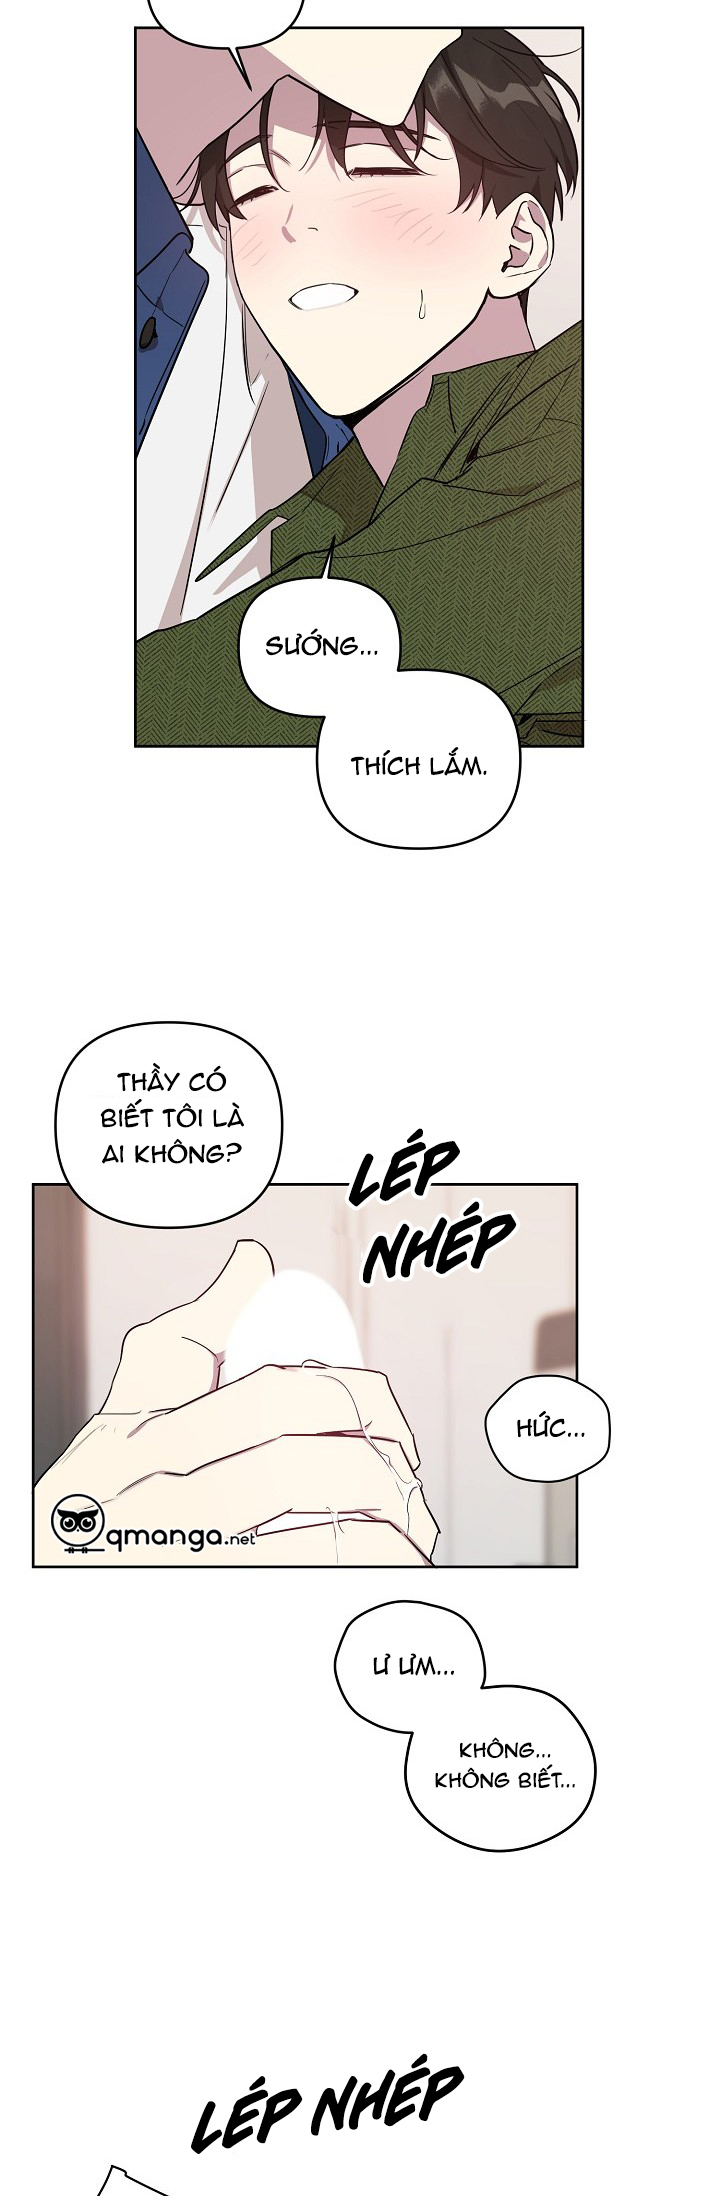 SƯỚNG...
THÍCH LẮM.
THẦY CÓ
BIẾT TÔI LÀ
AI KHÔNG?
LÉP
NHÉP
HỨC...
qmanga.net
Ư ƯM...
KHÔNG...
KHÔNG BIẾT...
LÉP NHÉP